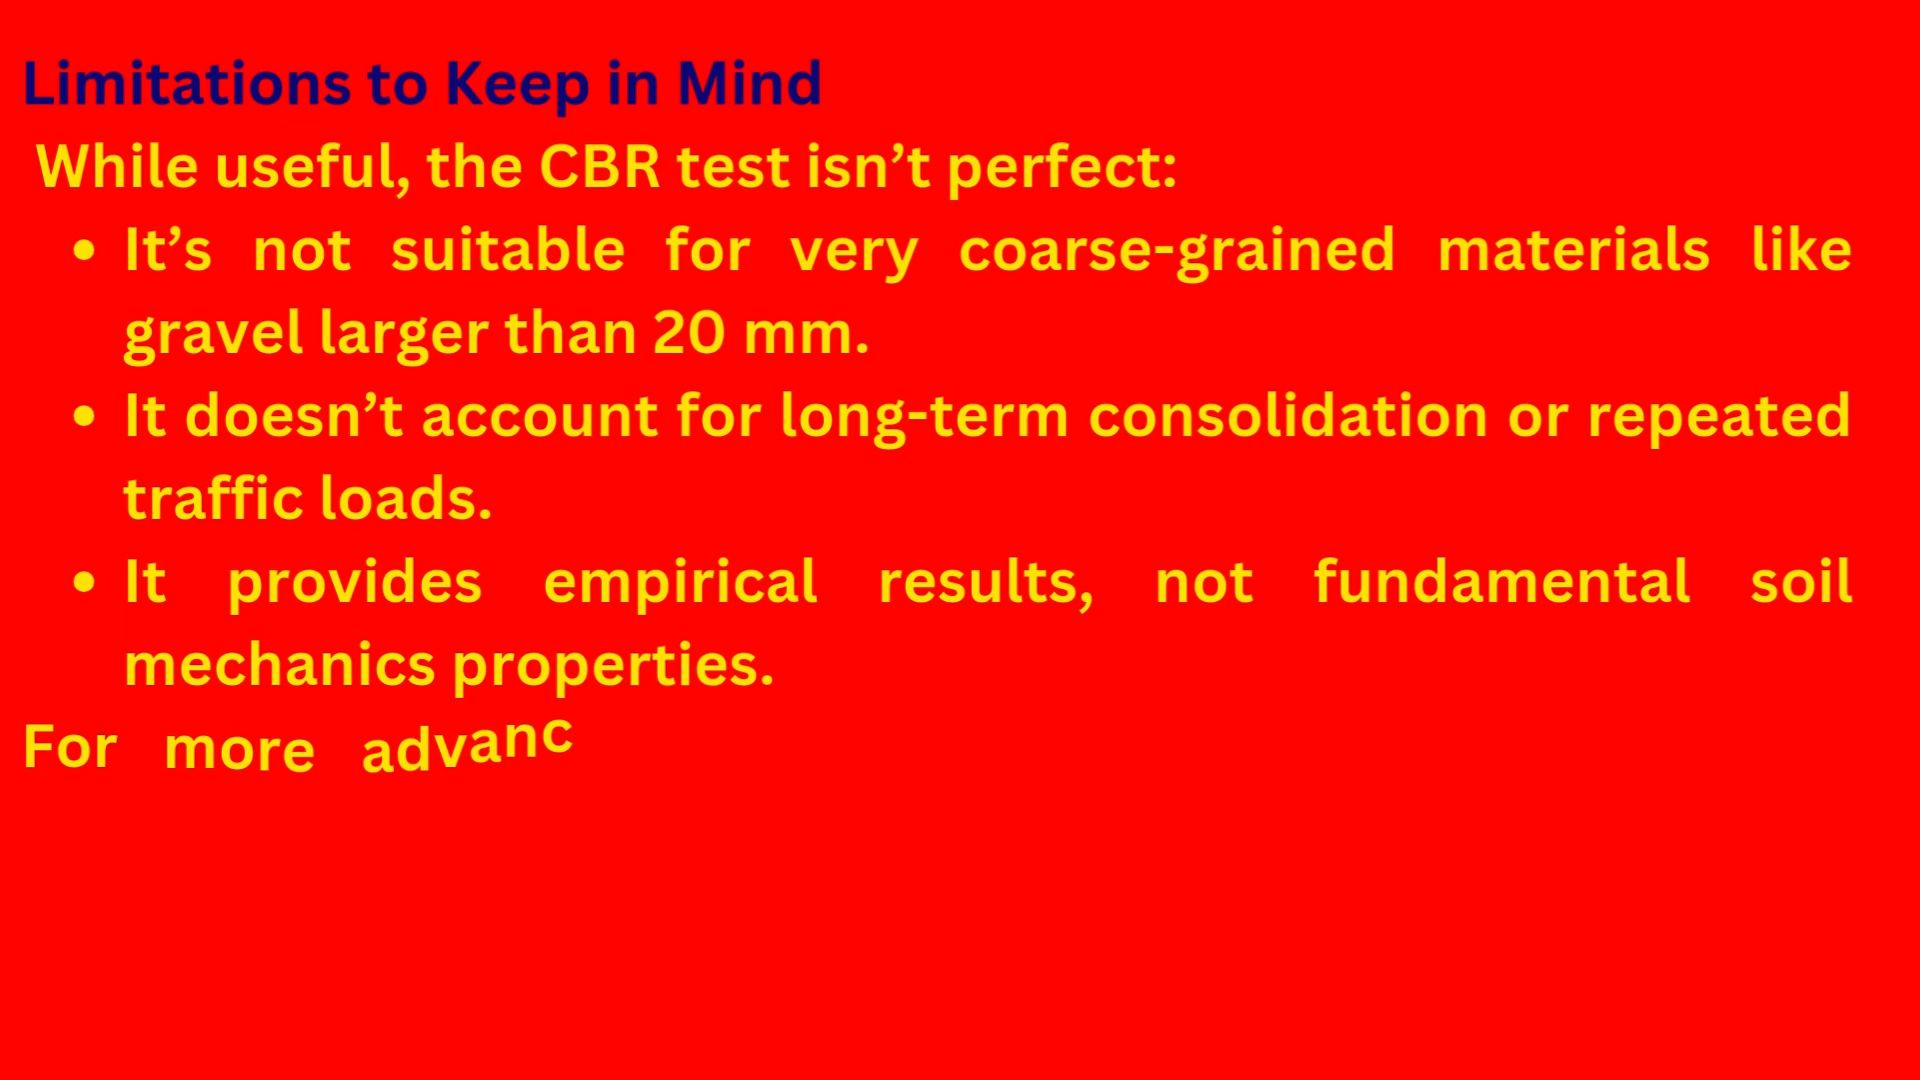 Limitations to Keep in Mind
While useful, the CBR test isn’t perfect:
• It’s not suitable for very coarse-grained materials like
gravel larger than 20 mm.
• It doesn’t account for long-term consolidation or repeated
traffic loads.
• It provides empirical results, not fundamental soil
mechanics properties.
For more advanc